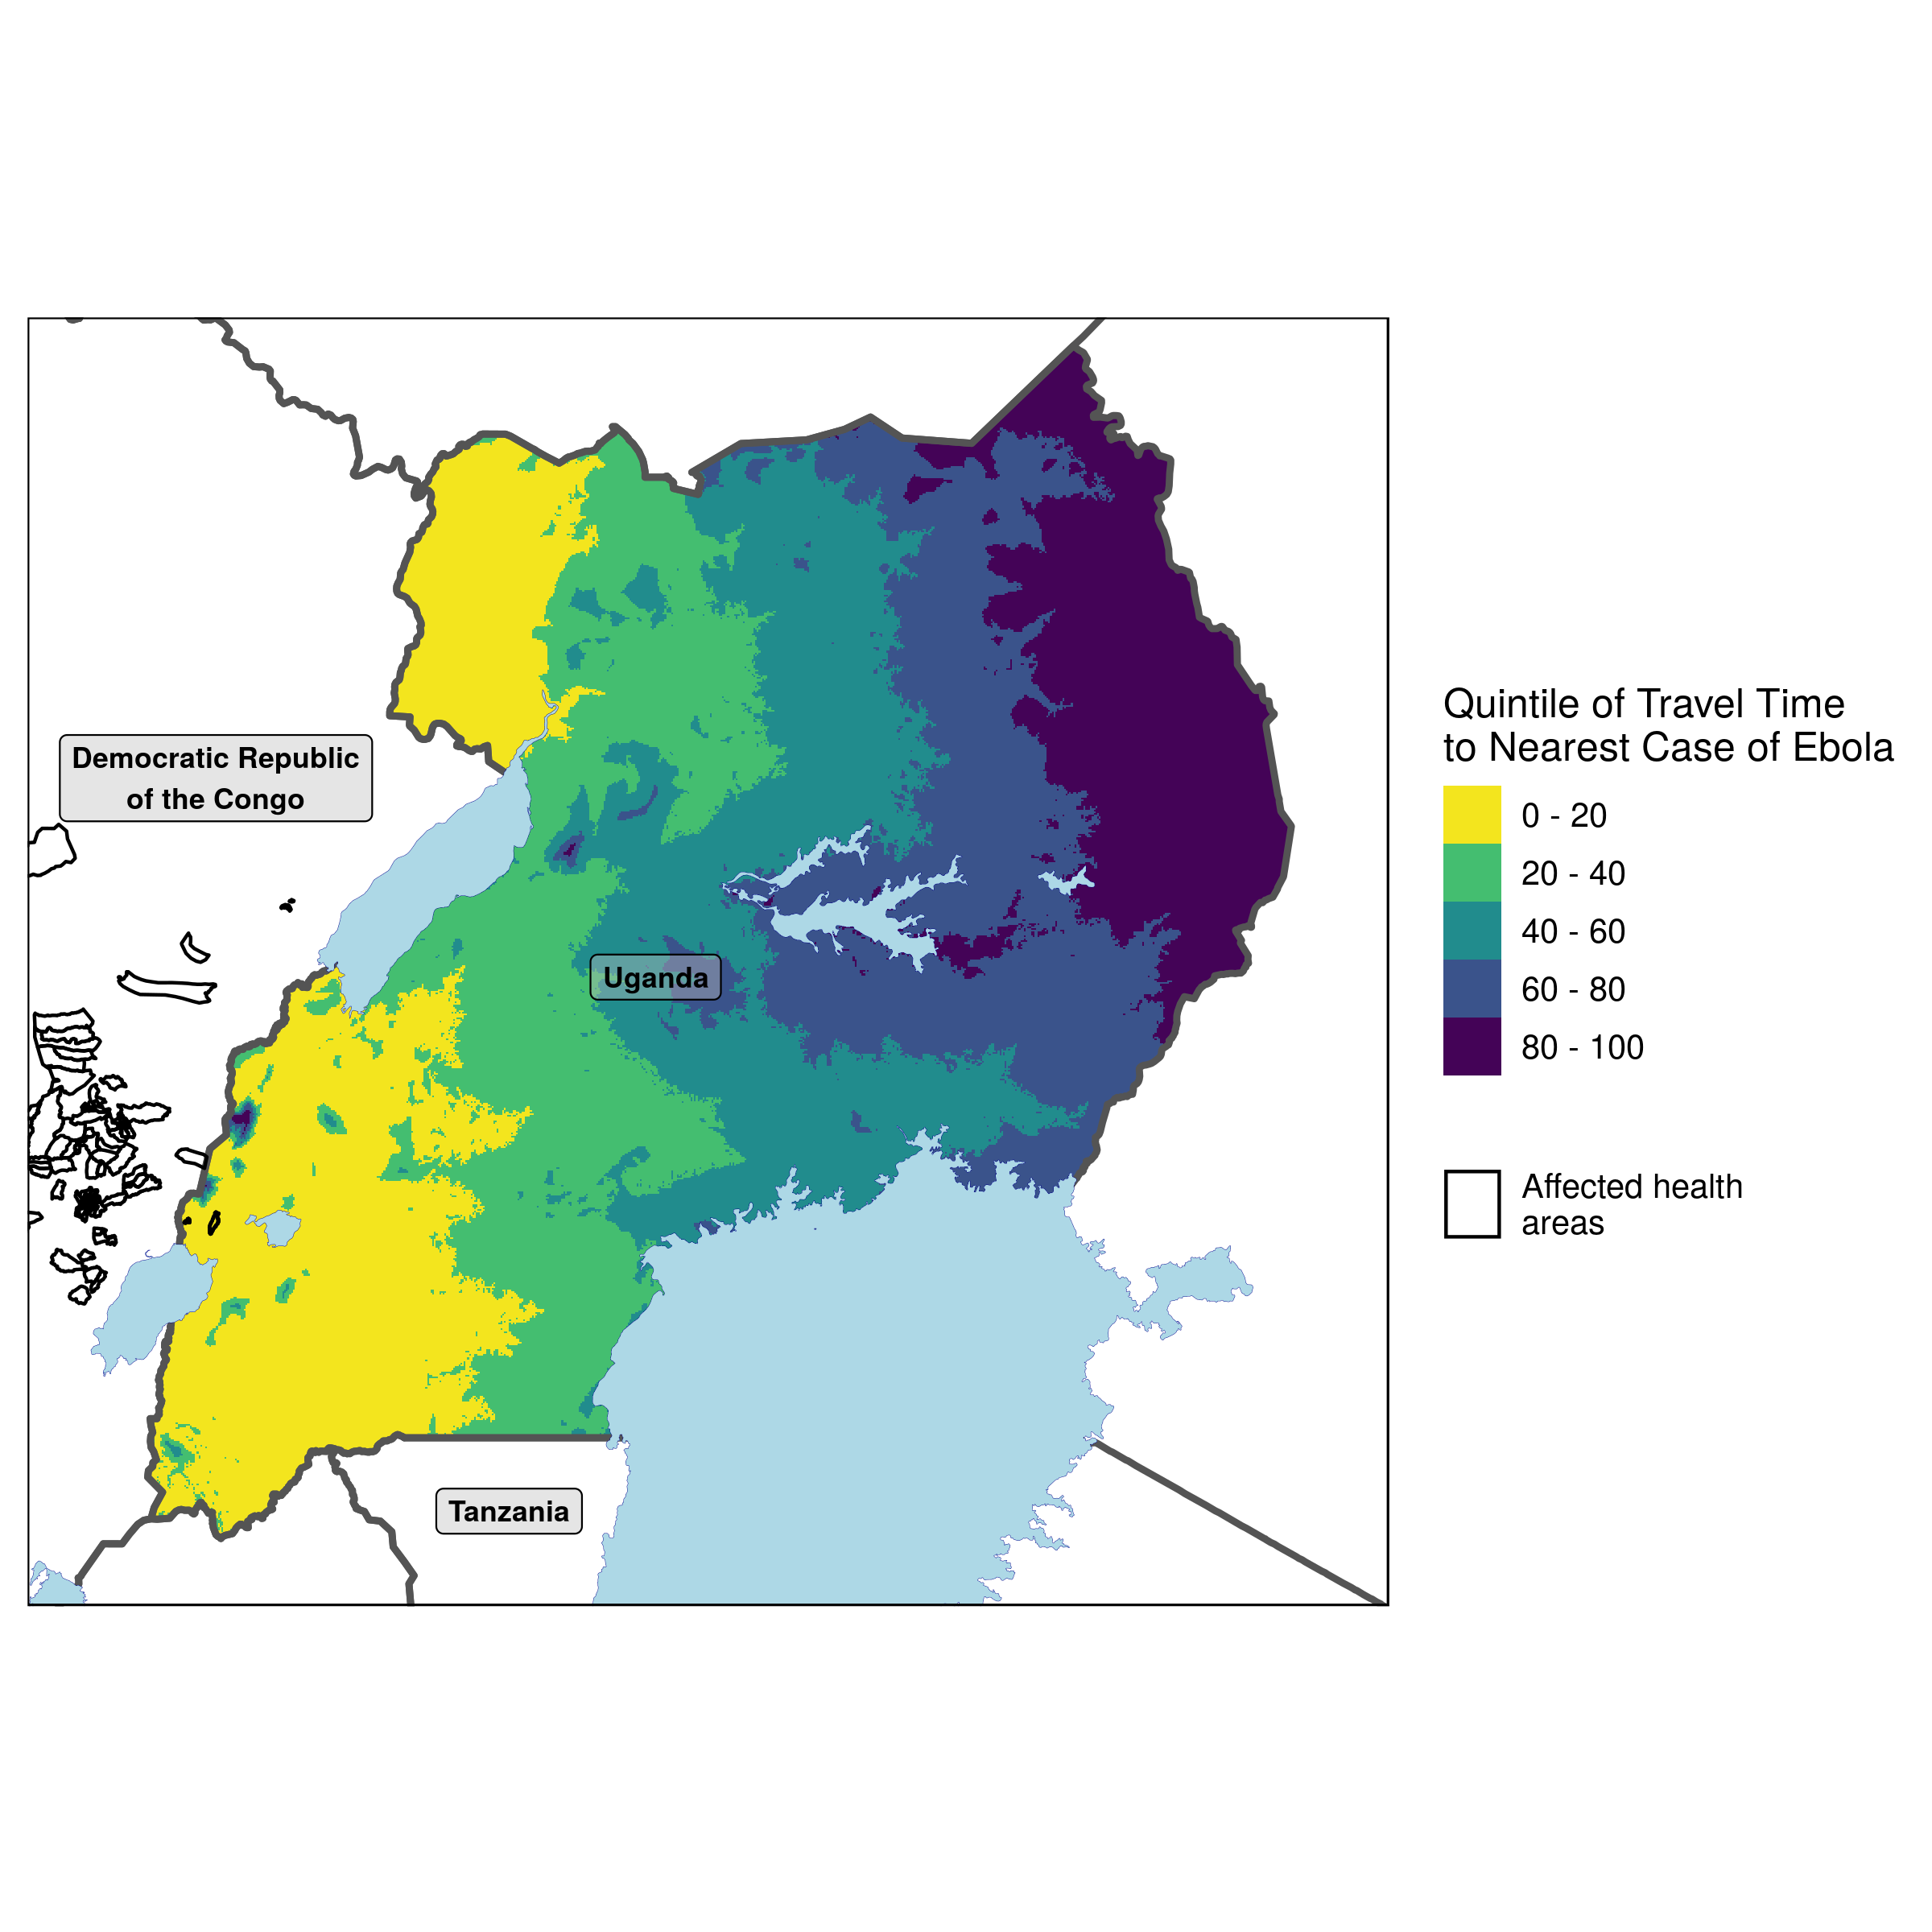 Democratic Republic
of the Congo
Uganda
Tanzania
Quintile of Travel Time
to Nearest Case of Ebola
0 - 20
20 - 40
40 - 60
60 - 80
80 - 100
Affected health
areas